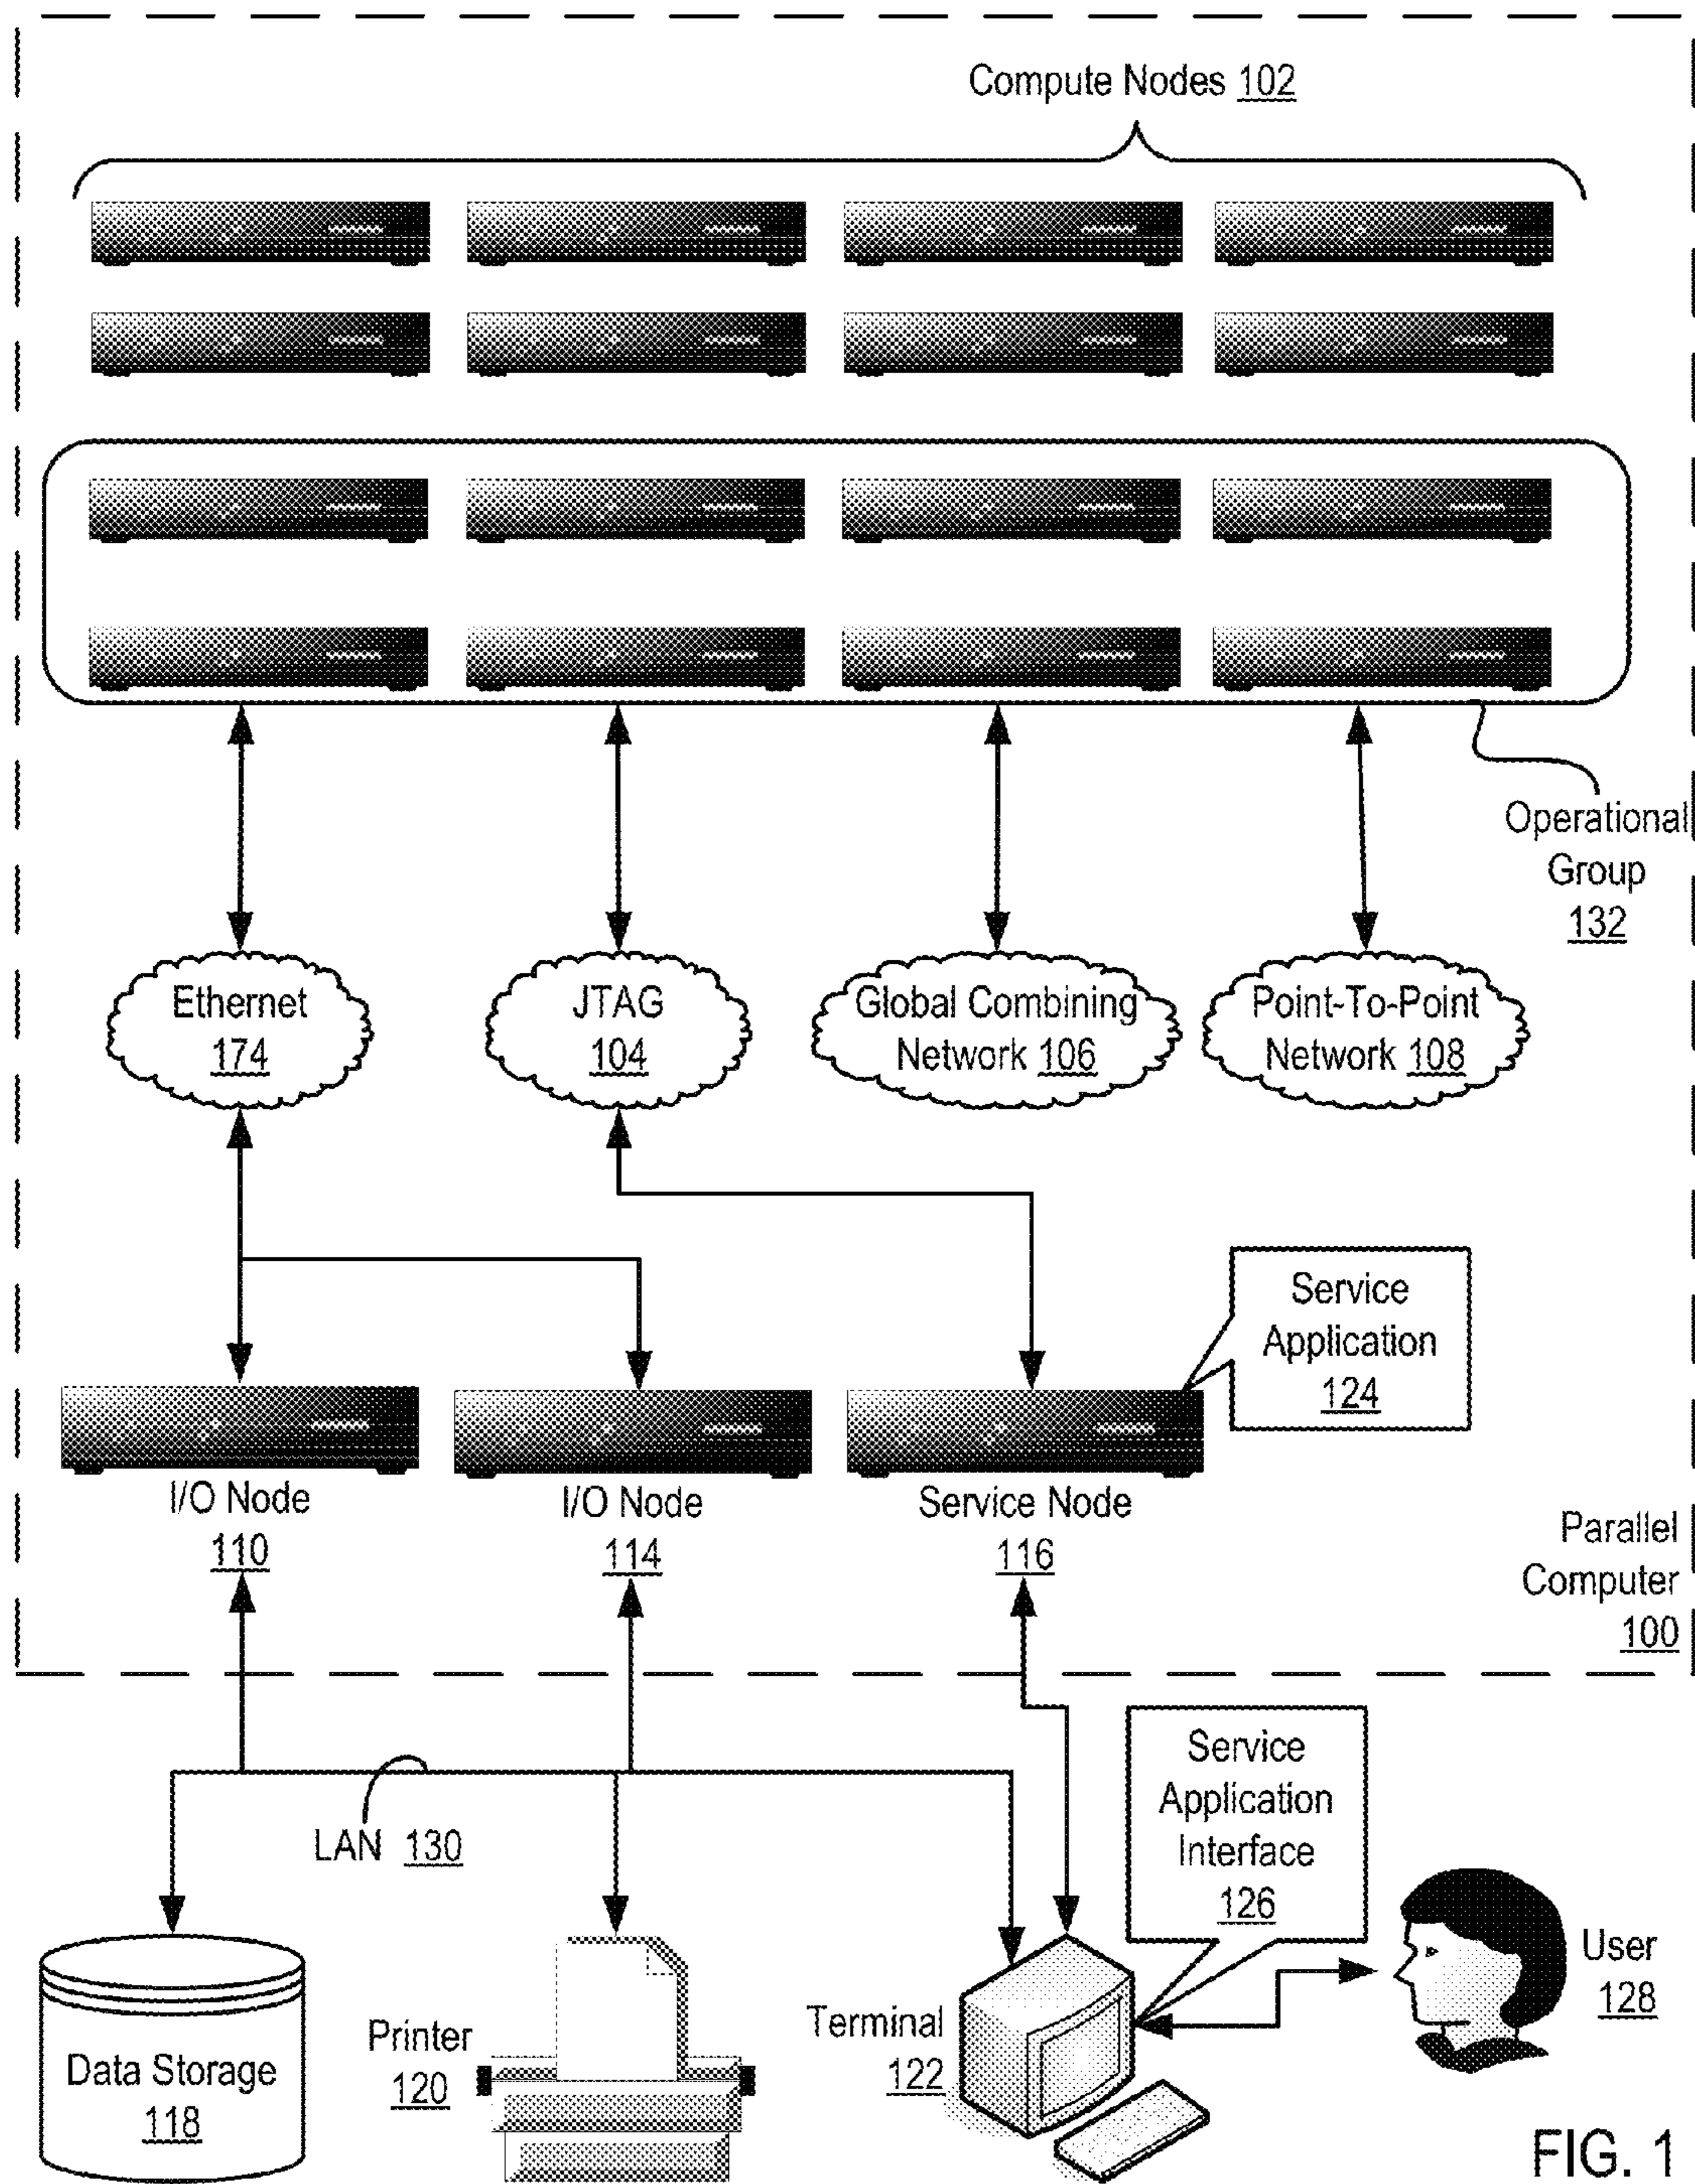 Compute Nodes 102
Operational
Group
132
Ethernet
174
JTAG
104
Global Combining
Network 106
Point-To-Point
Network 108
Service
Application
124
I/O Node
110
I/O Node
114
Service Node
116
Parallel
Computer
100
Service
Application
Interface
126
LAN 130
User
128
Data Storage
118
Printer
120
Terminal
122
FIG. 1